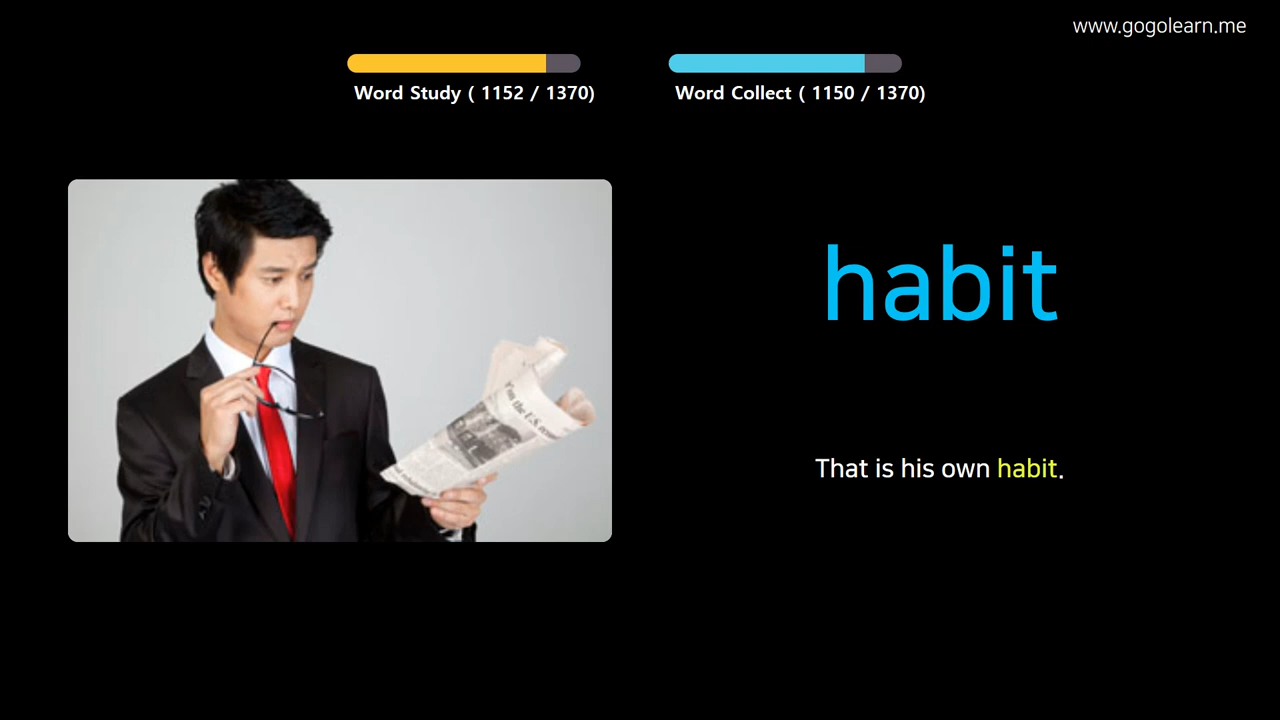 www.gogolearn.me
Word Study ( 1152 / 1370)
Word Collect ( 1150 / 1370)
habit
That is his own habit.